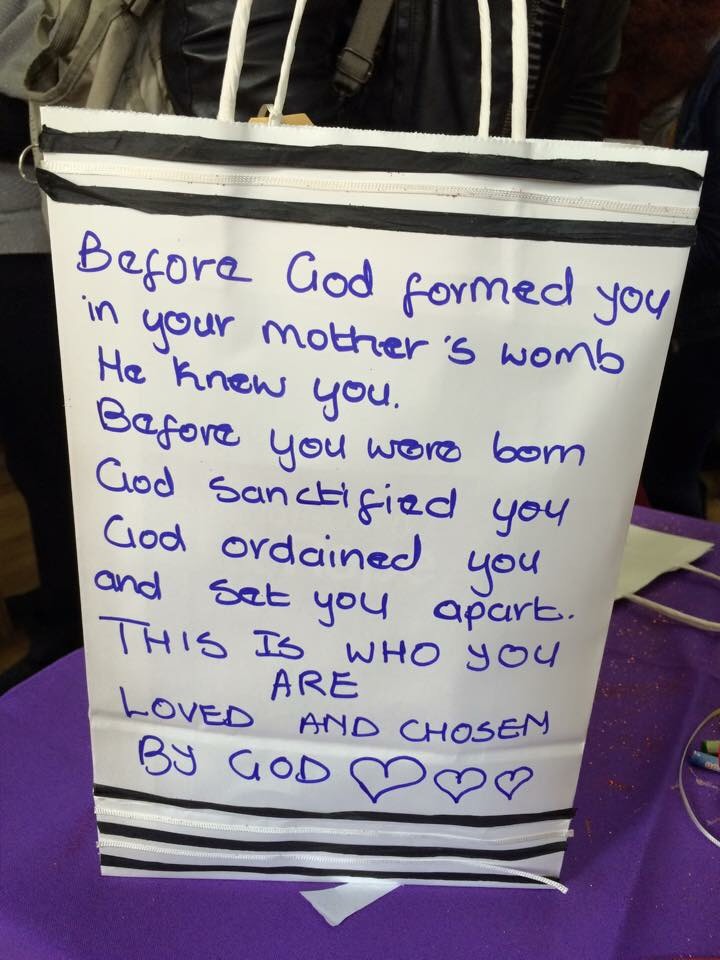 Before God formed you
in your mother's womb
He knew you.
Before you were born
God sanctified you
God ordained you
and set you apart.
THIS IS WHO YOU
ARE
LOVED AND CHOSEN
BY GOD